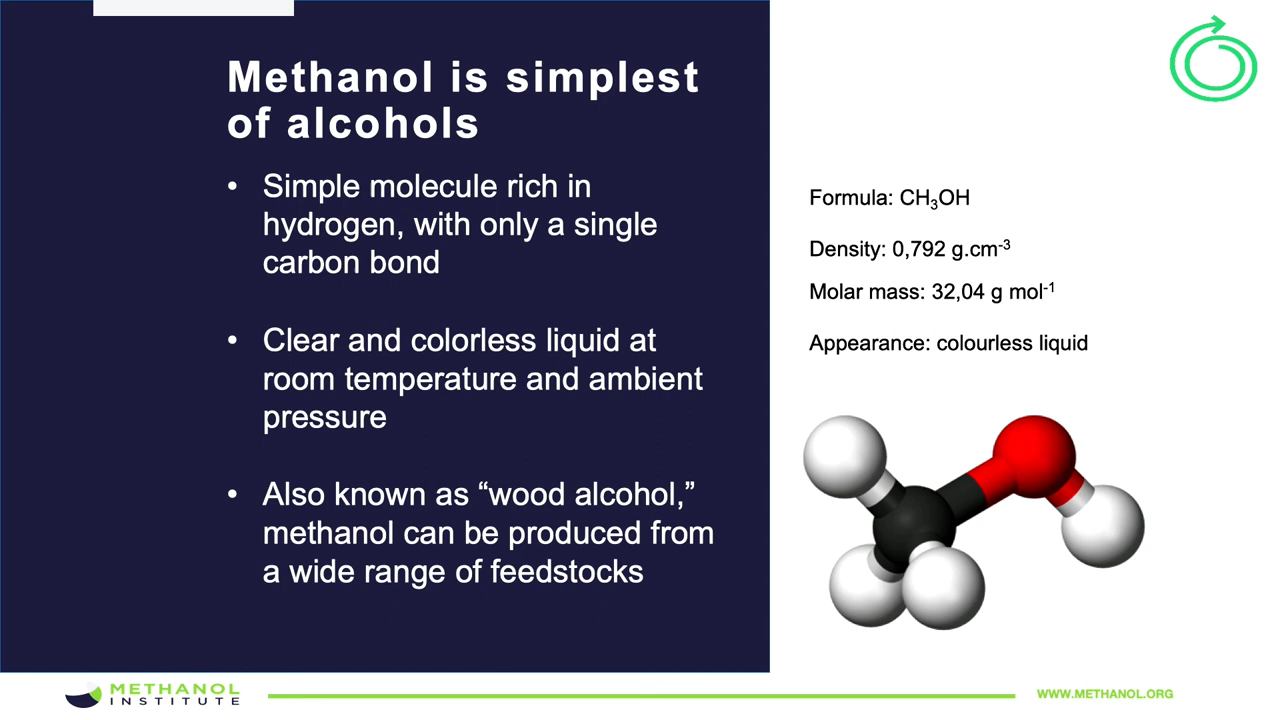 Methanol is simplest
of alcohols
• Simple molecule rich in
hydrogen, with only a single
carbon bond
• Clear and colorless liquid at
room temperature and ambient
pressure
• Also known as “wood alcohol,”
methanol can be produced from
a wide range of feedstocks
Formula: CH₃OH
Density: 0,792 g.cm⁻³
Molar mass: 32,04 g mol⁻¹
Appearance: colourless liquid
METHANOL
INSTITUTE
WWW.METHANOL.ORG